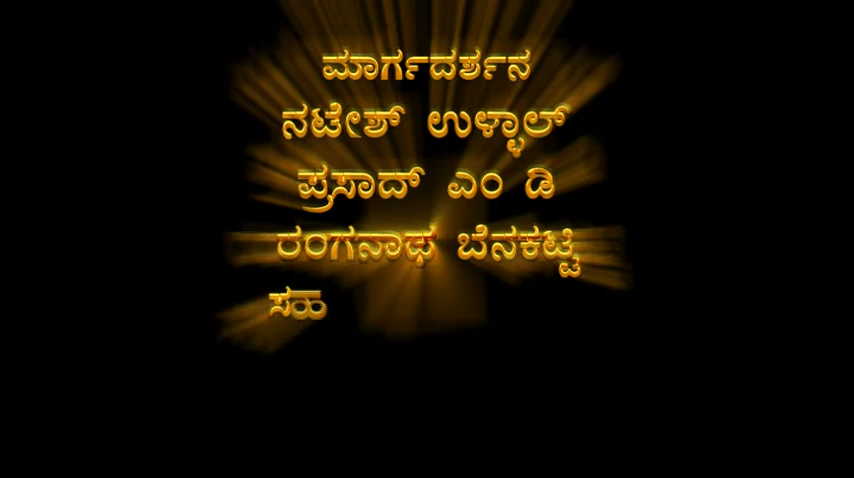 ಮಾರ್ಗದರ್ಶನ
ನಟೇಶ್ ಉಳ್ಳಾಲ್
ಪ್ರಸಾದ್ ಎಂ ಡಿ
ರಂಗನಾಥ ಬೆನಕಟ್ಟಿ
ಸಹ